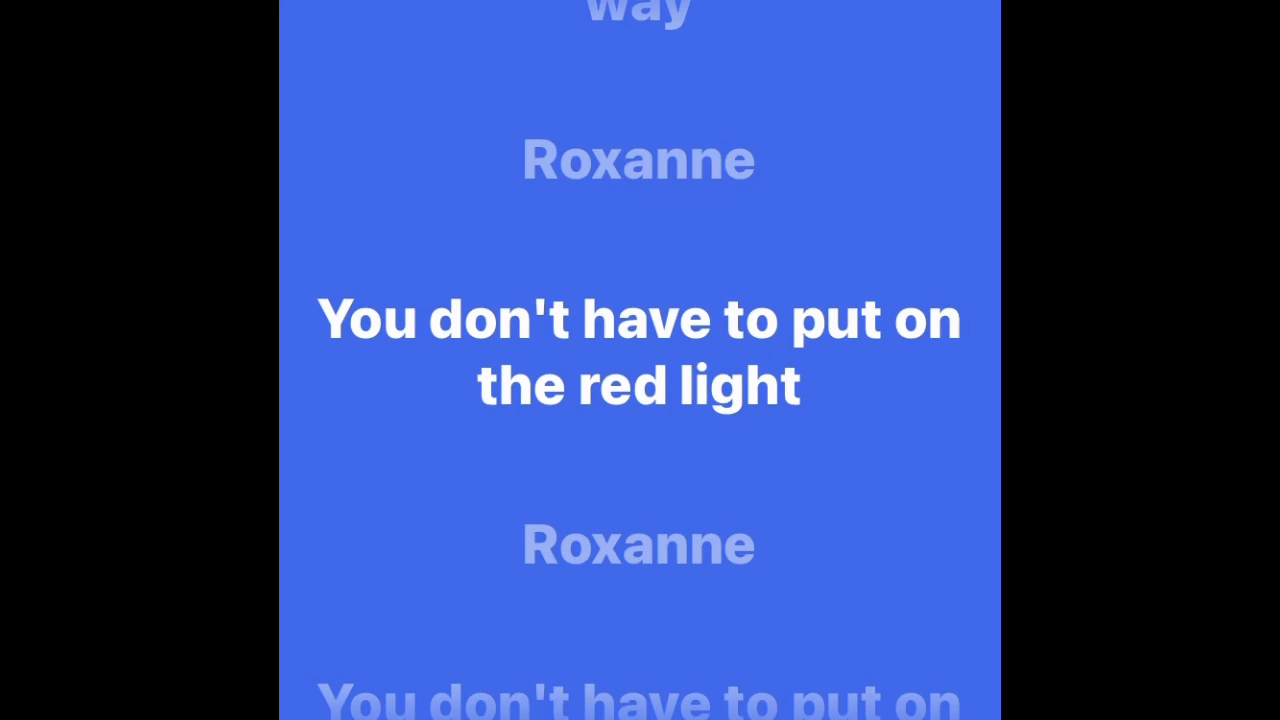 way
Roxanne
You don't have to put on
the red light
Roxanne
You don't have to put on